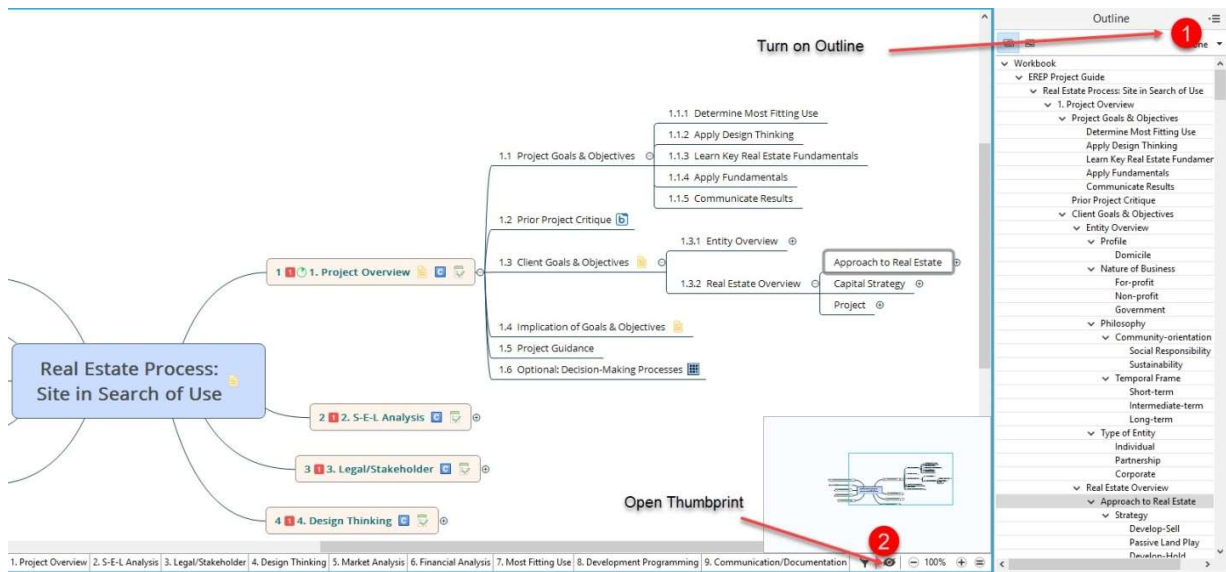 Turn on Outline
1
Outline
Workbook
EREP Project Guide
Real Estate Process: Site in Search of Use
1. Project Overview
Project Goals & Objectives
Determine Most Fitting Use
Apply Design Thinking
Learn Key Real Estate Fundamer
Apply Fundamentals
Communicate Results
Prior Project Critique
Client Goals & Objectives
Entity Overview
Profile
Domicile
Nature of Business
For-profit
Non-profit
Government
Philosophy
Community-orientation
Social Responsibility
Sustainability
Temporal Frame
Short-term
Intermediate-term
Long-term
Type of Entity
Individual
Partnership
Corporate
Real Estate Overview
Approach to Real Estate
Strategy
Develop-Sell
Passive Land Play
Develop-Hold
Real Estate Process:
Site in Search of Use
1 1 1. Project Overview C
1.1 Project Goals & Objectives
1.1.1 Determine Most Fitting Use
1.1.2 Apply Design Thinking
1.1.3 Learn Key Real Estate Fundamentals
1.1.4 Apply Fundamentals
1.1.5 Communicate Results
1.2 Prior Project Critique b
1.3 Client Goals & Objectives
1.3.1 Entity Overview
1.3.2 Real Estate Overview
Approach to Real Estate
Capital Strategy
Project
1.4 Implication of Goals & Objectives
1.5 Project Guidance
1.6 Optional: Decision-Making Processes
2 1 2. S-E-L Analysis C
3 1 3. Legal/Stakeholder C
4 1 4. Design Thinking C
Open Thumbprint
2
1. Project Overview 2. S-E-L Analysis 3. Legal/Stakeholder 4. Design Thinking 5. Market Analysis 6. Financial Analysis 7. Most Fitting Use 8. Development Programming 9. Communication/Documentation 100%